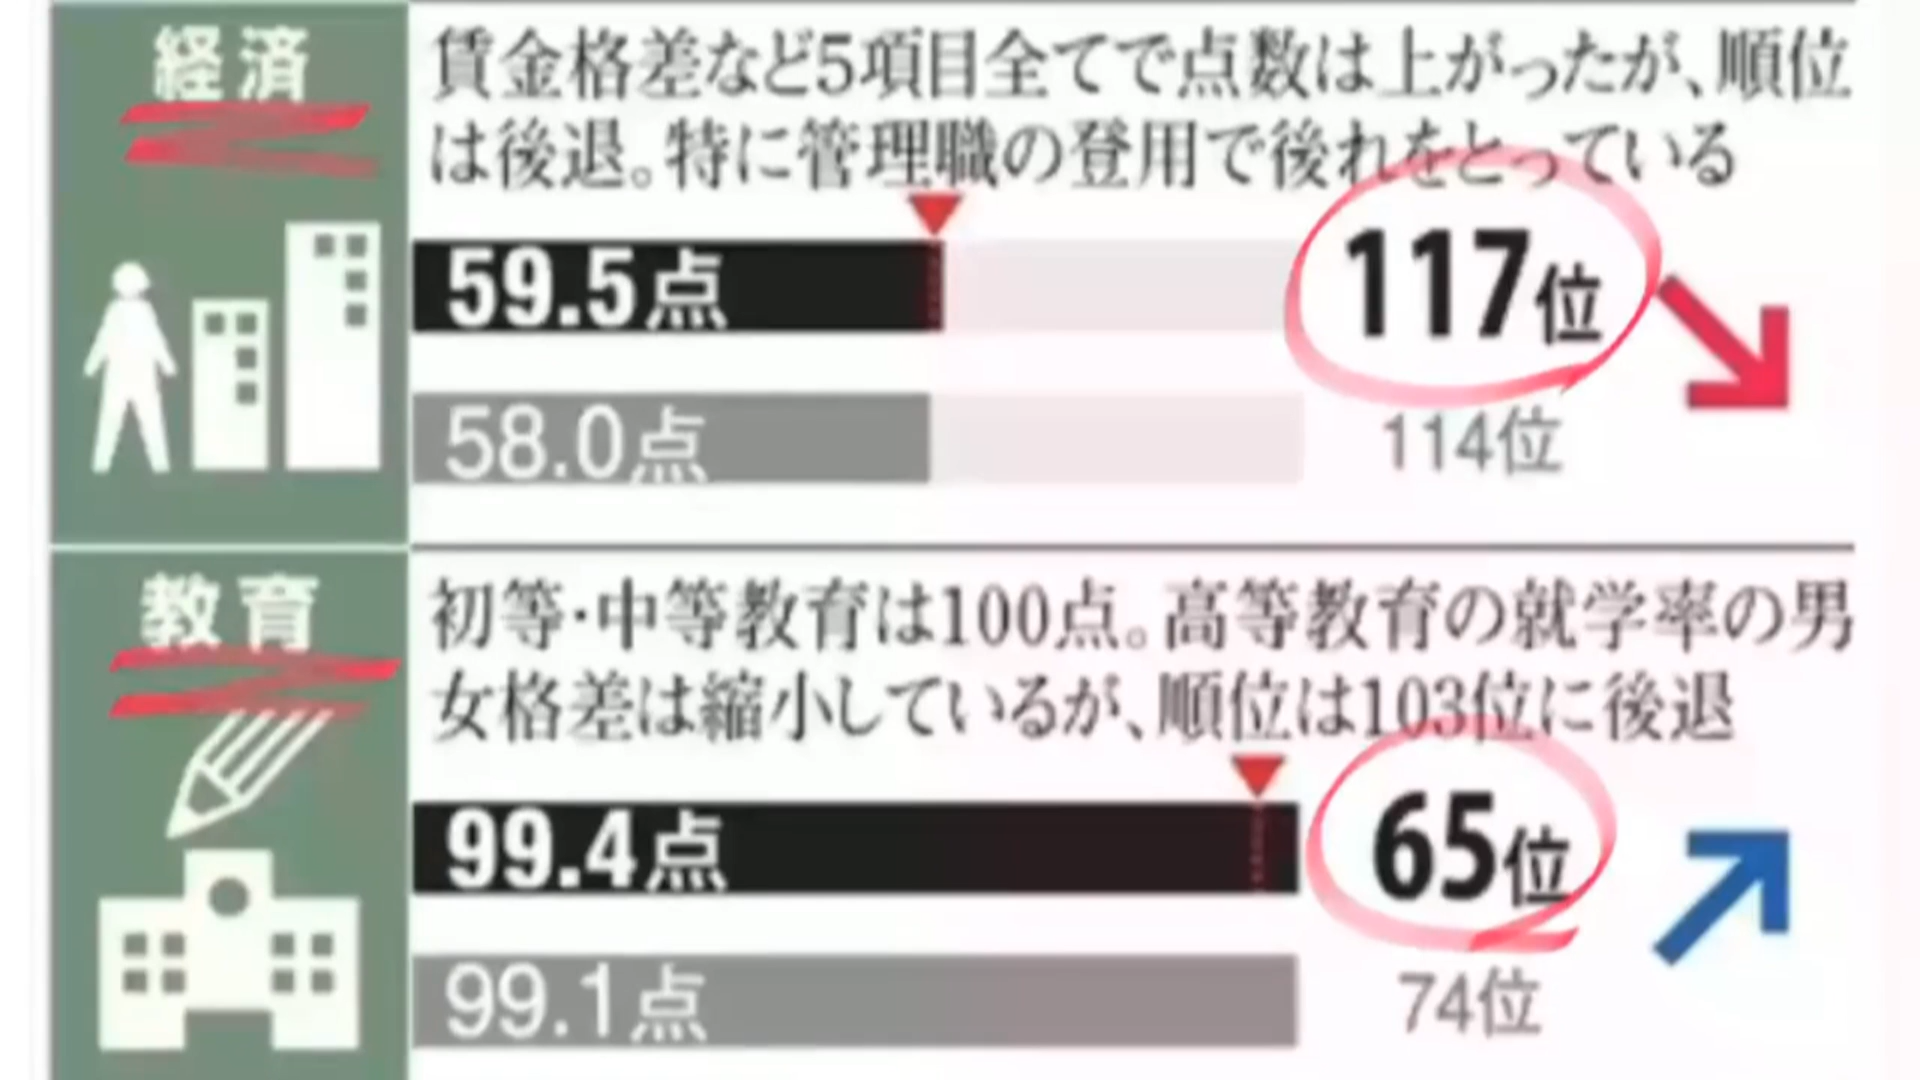 経済
賃金格差など5項目全てで点数は上がったが、順位
は後退。特に管理職の登用で後れをとっている
59.5点
117位
58.0点
114位
教育
初等・中等教育は100点。高等教育の就学率の男
女格差は縮小しているが、順位は103位に後退
99.4点
65位
99.1点
74位